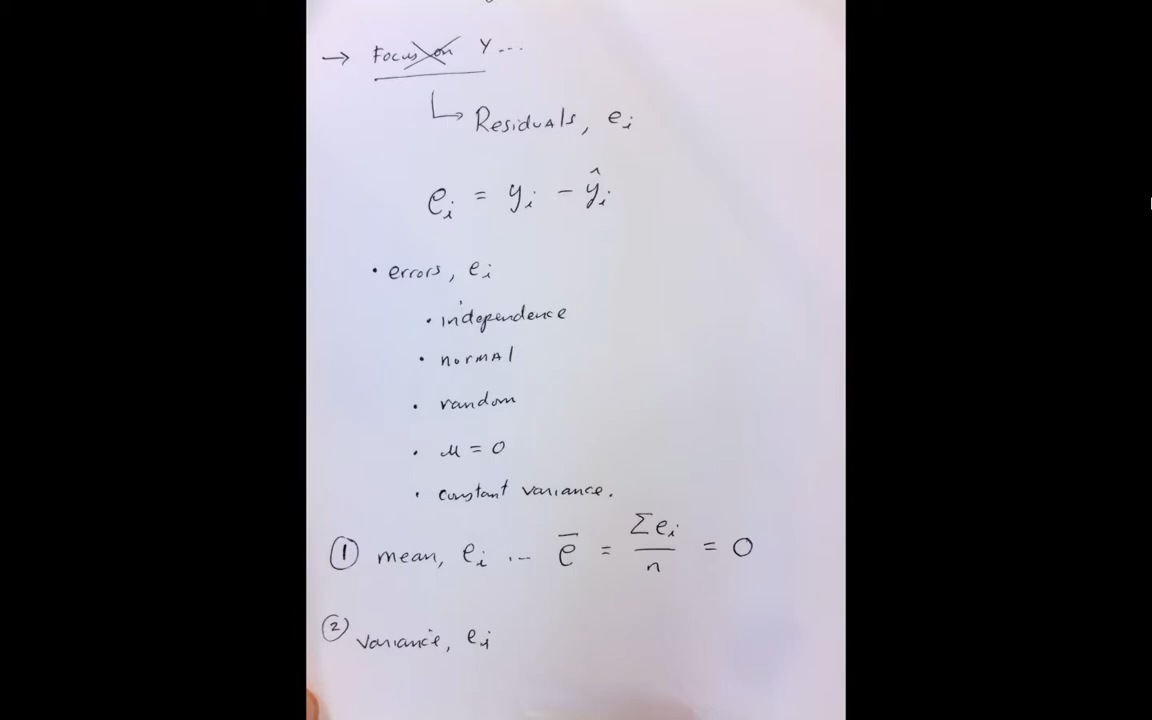 → Focus on Y ...
↳ Residuals, eᵢ
eᵢ = yᵢ - ŷᵢ
• errors, eᵢ
• independence
• normal
• random
• μ = 0
• constant variance.
① mean, eᵢ ... ē = Σeᵢ / n = 0
② variance, eᵢ